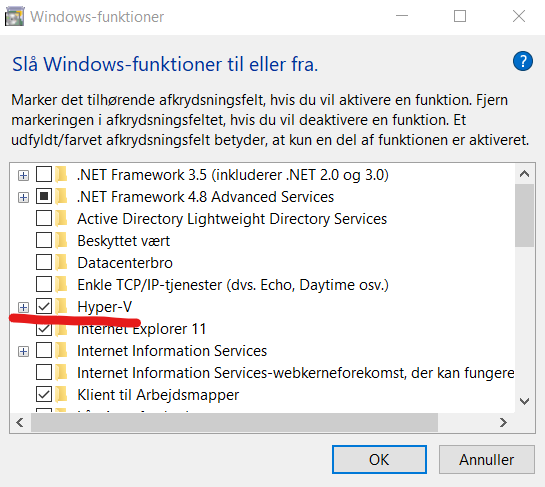 Windows-funktioner
Slå Windows-funktioner til eller fra.
Marker det tilhørende afkrydsningsfelt, hvis du vil aktivere en funktion. Fjern
markeringen i afkrydsningsfeltet, hvis du vil deaktivere en funktion. Et
udfyldt/farvet afkrydsningsfelt betyder, at kun en del af funktionen er aktiveret.
.NET Framework 3.5 (inkluderer .NET 2.0 og 3.0)
.NET Framework 4.8 Advanced Services
Active Directory Lightweight Directory Services
Beskyttet vært
Datacenterbro
Enkle TCP/IP-tjenester (dvs. Echo, Daytime osv.)
Hyper-V
Internet Explorer 11
Internet Information Services
Internet Information Services-webkerneforekomst, der kan fungere
Klient til Arbejdsmapper
OK
Annuller